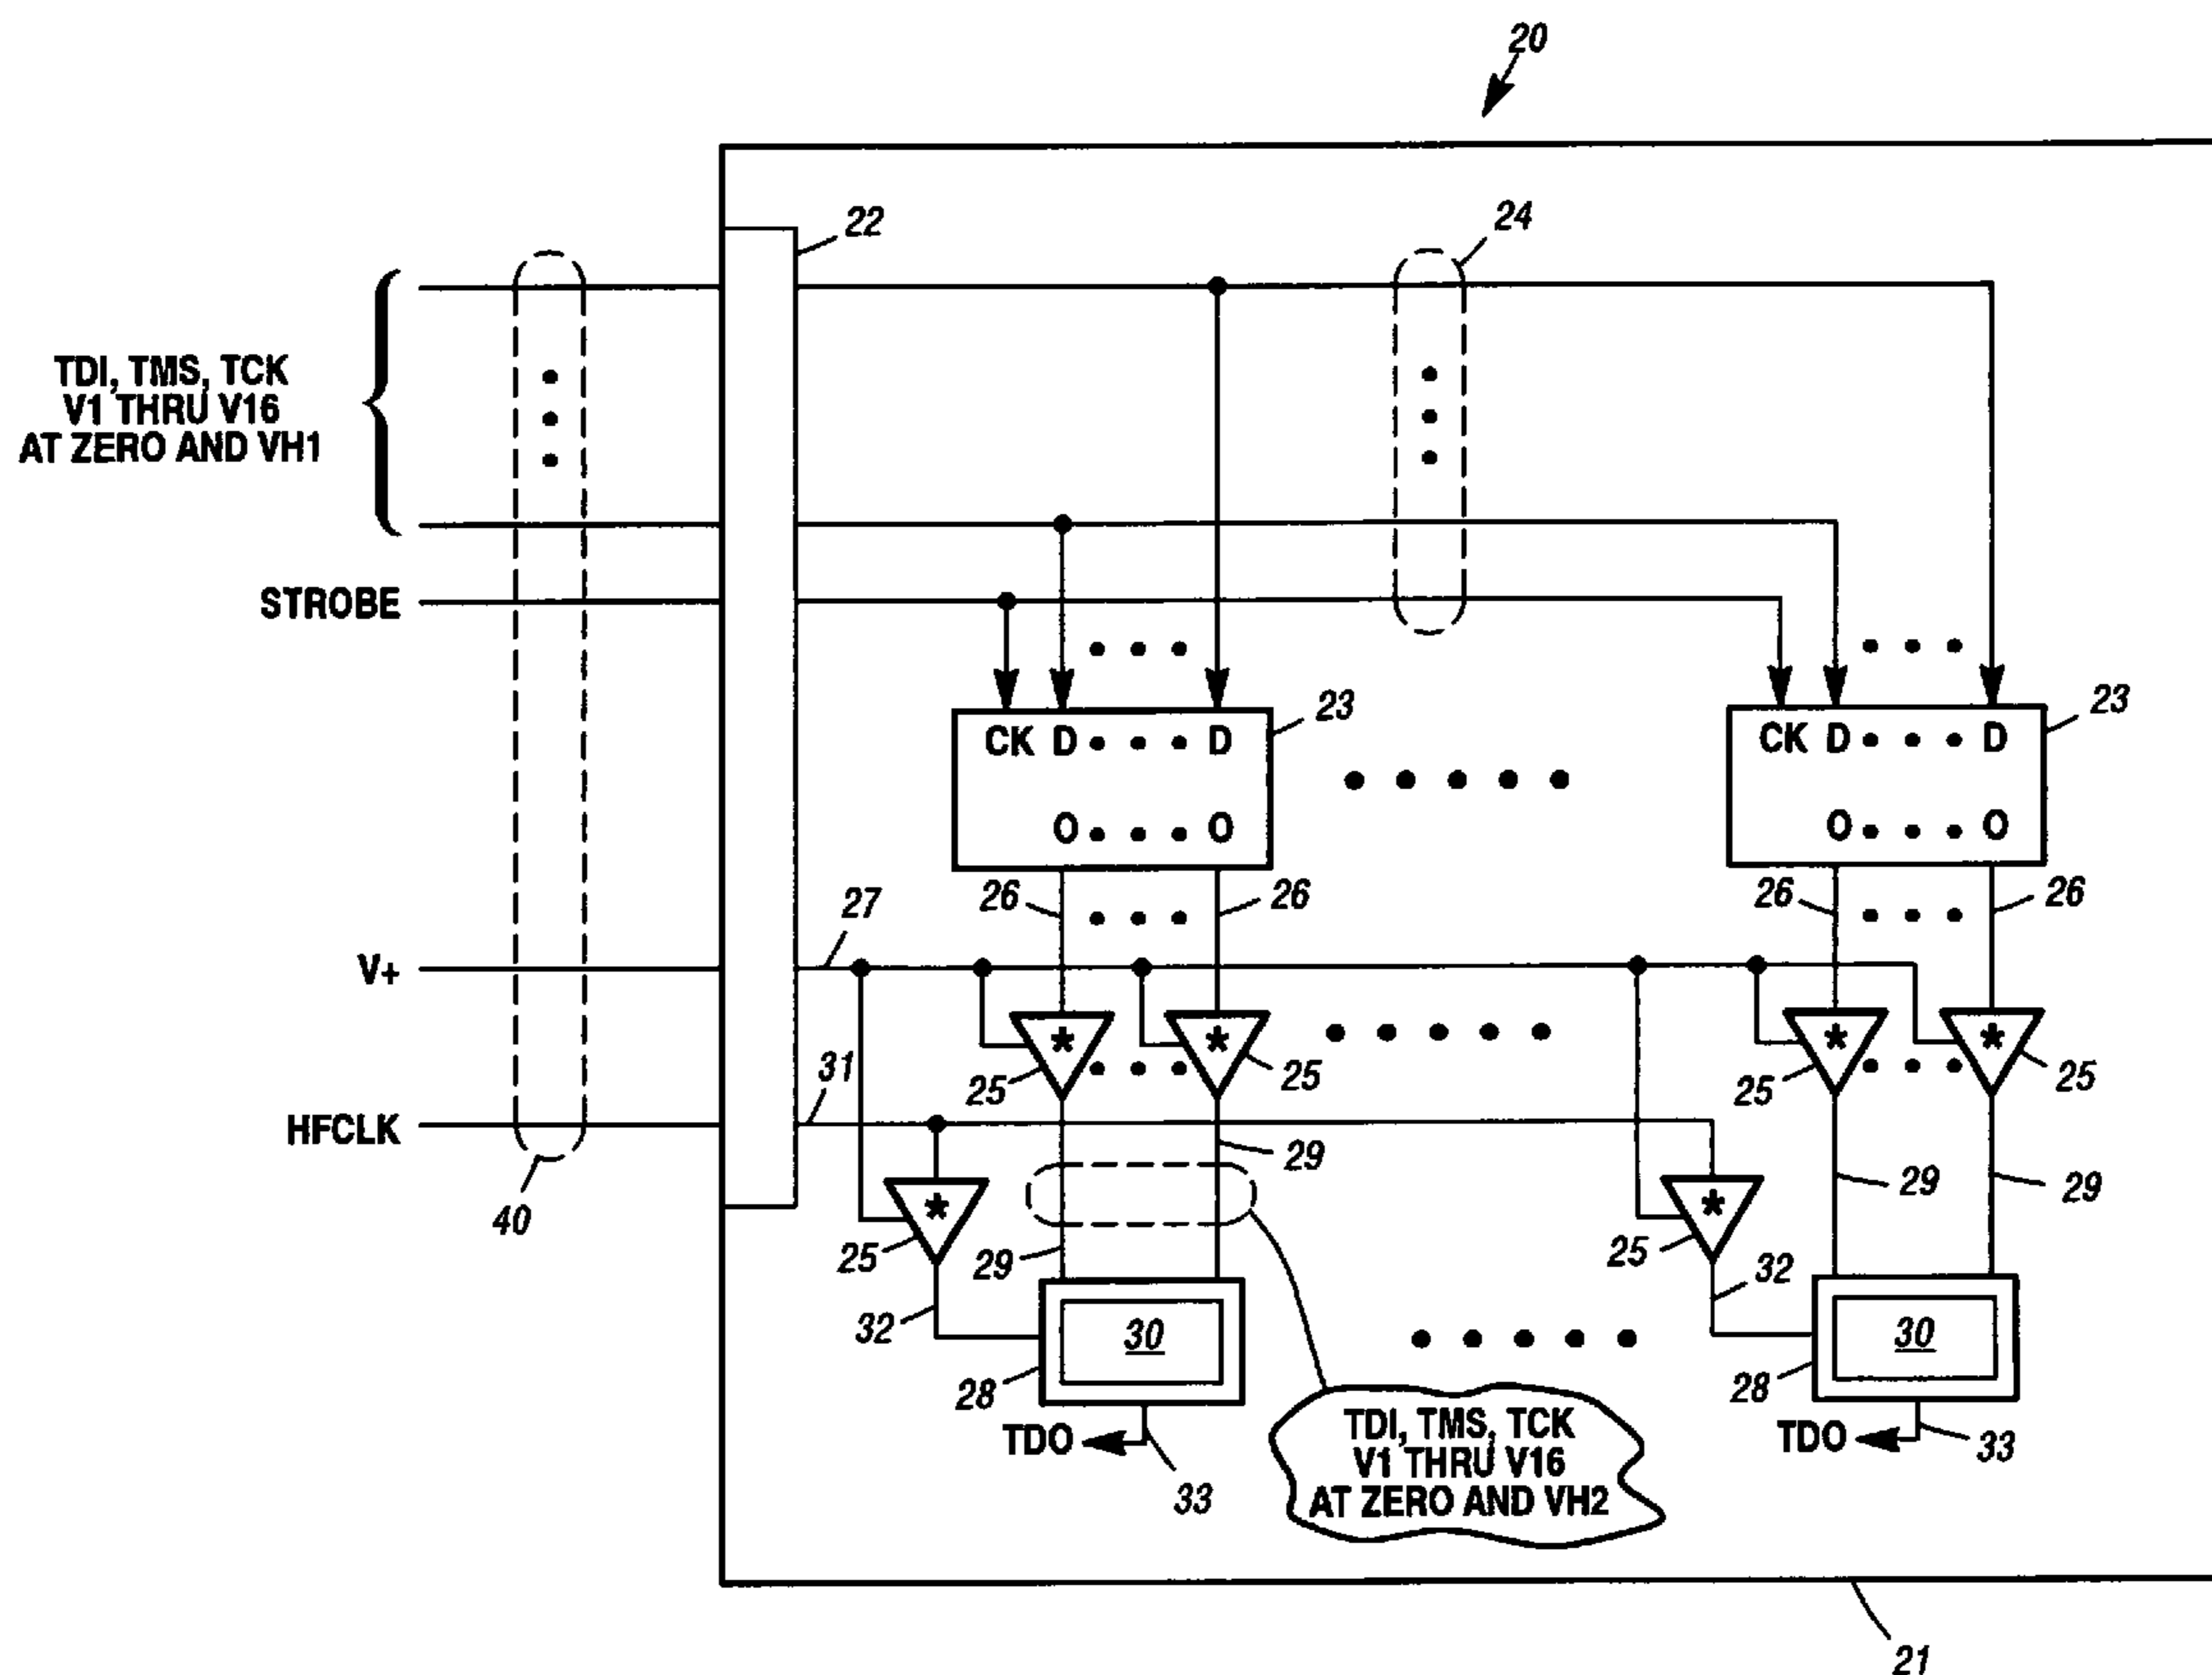 20
22
24
TDI, TMS, TCK
V1 THRU V16
AT ZERO AND VH1
STROBE
23
23
CK D • • • D
CK D • • • D
O • • • O
O • • • O
26
26
26
26
27
V+
31
25
25
25
25
HFCLK
29
29
29
40
25
29
25
32
32
30
30
28
28
TDO
TDO
33
33
TDI, TMS, TCK
V1 THRU V16
AT ZERO AND VH2
21